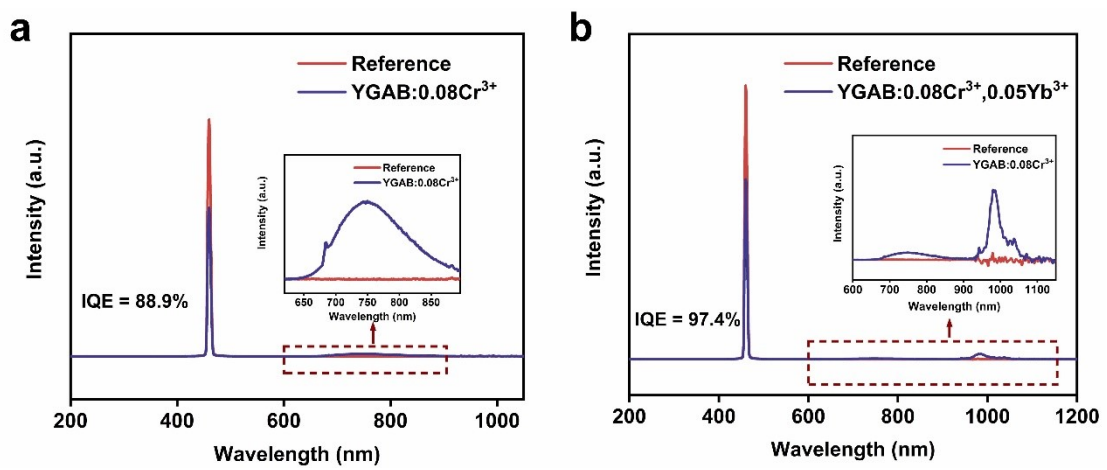 a
Reference
YGAB:0.08Cr³⁺
Intensity (a.u.)
IQE = 88.9%
Reference
YGAB:0.08Cr³⁺
Intensity (a.u.)
650 700 750 800 850
Wavelength (nm)
200 400 600 800 1000
Wavelength (nm)
b
Reference
YGAB:0.08Cr³⁺,0.05Yb³⁺
Intensity (a.u.)
IQE = 97.4%
Reference
YGAB:0.08Cr³⁺
Intensity (a.u.)
600 700 800 900 1000 1100
Wavelength (nm)
200 400 600 800 1000 1200
Wavelength (nm)